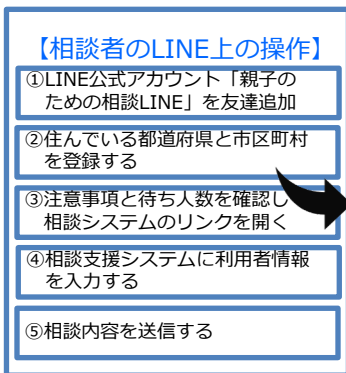 【相談者のLINE上の操作】
①LINE公式アカウント「親子の
ための相談LINE」を友達追加
②住んでいる都道府県と市区町村
を登録する
③注意事項と待ち人数を確認し
相談システムのリンクを開く
④相談支援システムに利用者情報
を入力する
⑤相談内容を送信する